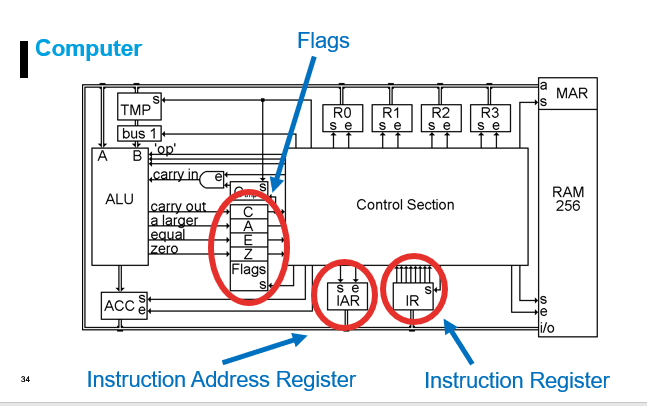 Computer
Flags
TMP s
bus 1
'op'
A B
ALU
carry in e
carry out
a larger
equal
zero
s
C
A
E
Z
Flags
s
ACC s e
R0
s e
R1
s e
R2
s e
R3
s e
Control Section
s e
IAR
s
IR
a
s
MAR
RAM
256
s
e
i/o
34
Instruction Address Register
Instruction Register